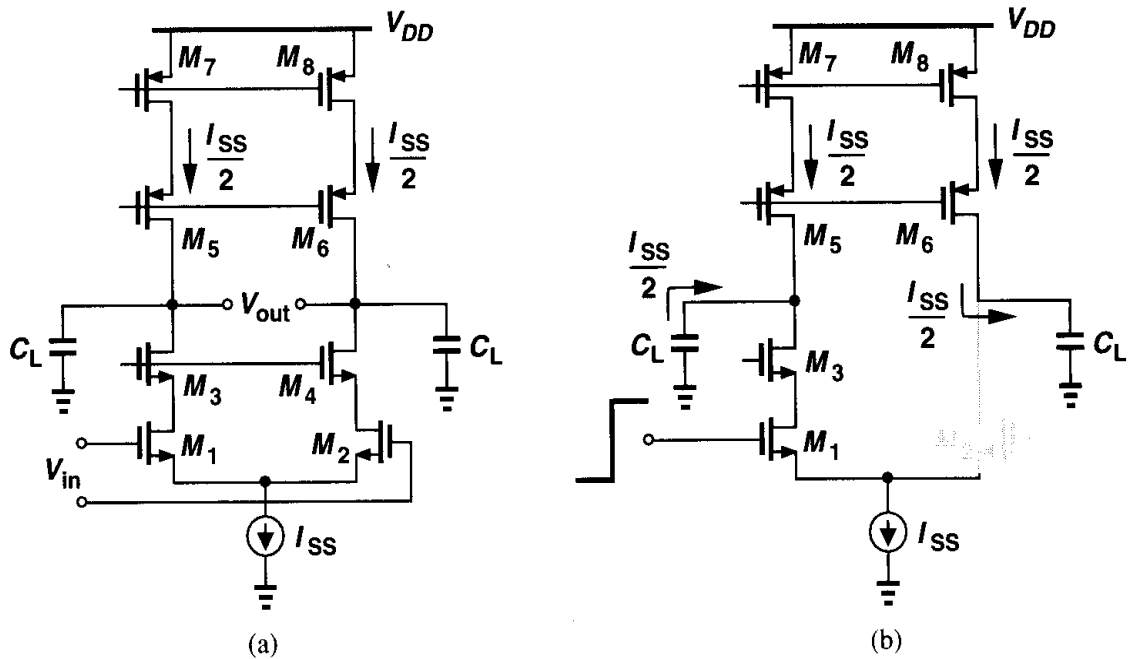 V_DD
M_7
M_8
I_SS/2
I_SS/2
M_5
M_6
V_out
C_L
C_L
M_3
M_4
M_1
M_2
V_in
I_SS
(a)
V_DD
M_7
M_8
I_SS/2
I_SS/2
M_5
M_6
I_SS/2
I_SS/2
C_L
C_L
M_3
M_1
I_SS
(b)